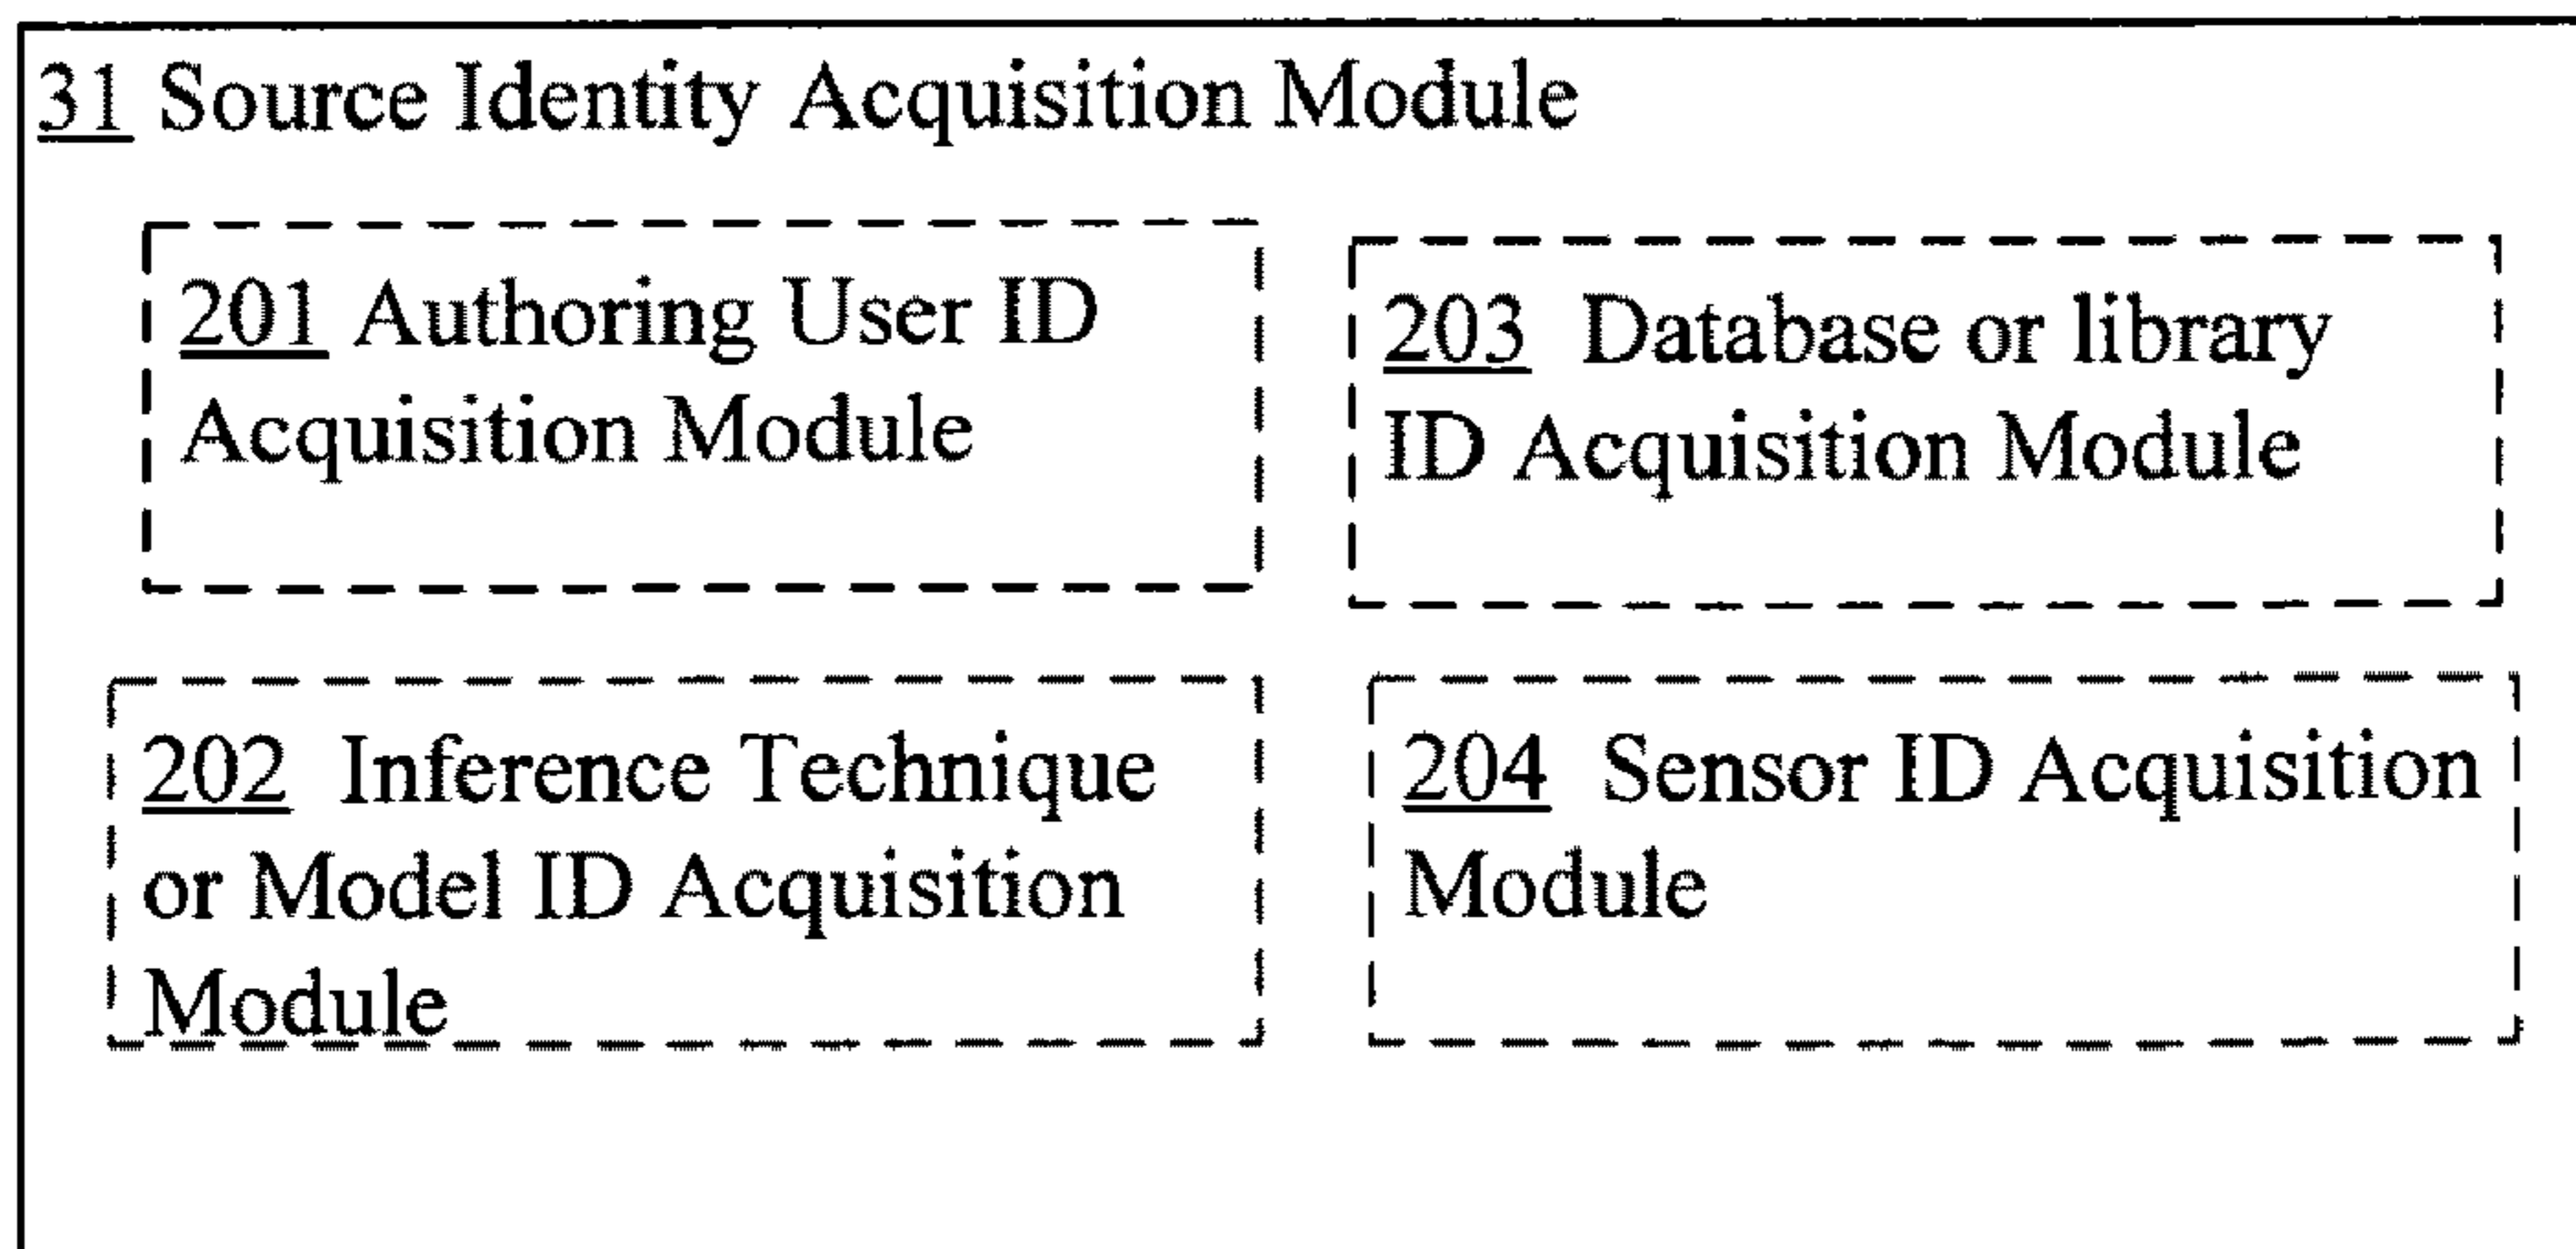 31 Source Identity Acquisition Module
201 Authoring User ID
Acquisition Module
203 Database or library
ID Acquisition Module
202 Inference Technique
or Model ID Acquisition
Module
204 Sensor ID Acquisition
Module